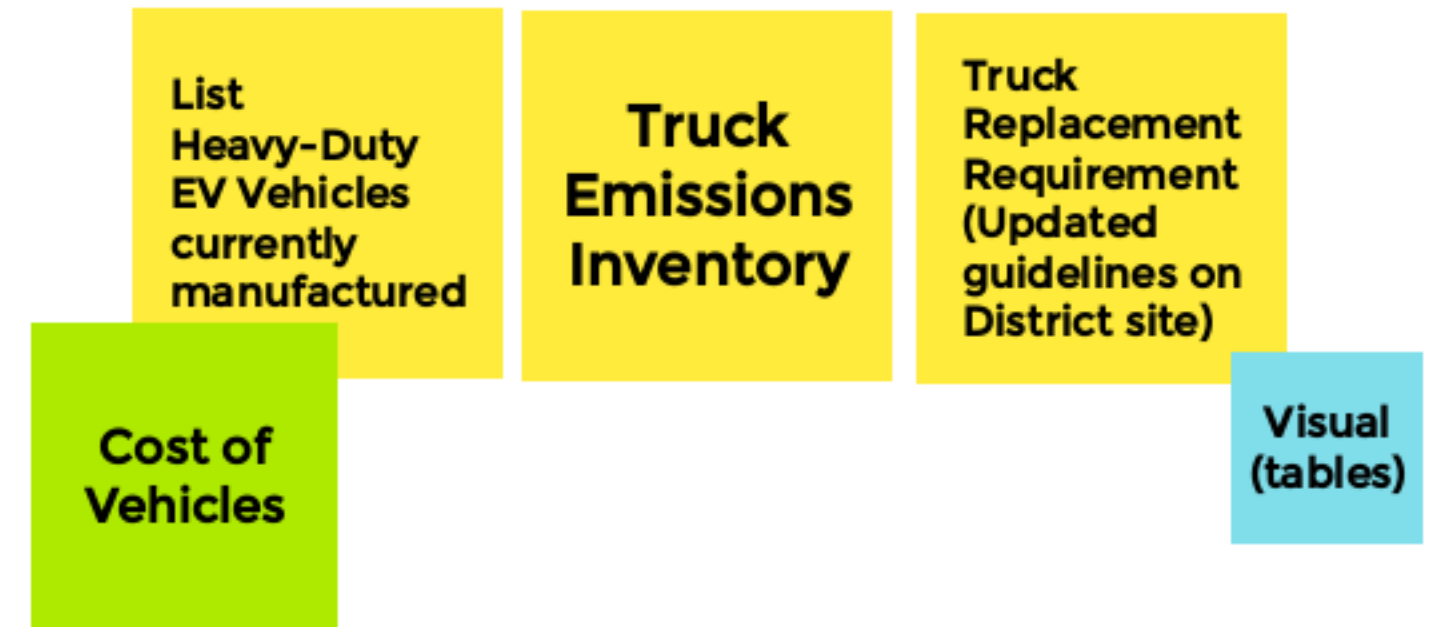 List
Heavy-Duty
EV Vehicles
currently
manufactured
Truck
Emissions
Inventory
Truck
Replacement
Requirement
(Updated
guidelines on
District site)
Cost of
Vehicles
Visual
(tables)